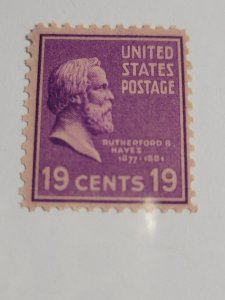 UNITED
STATES
POSTAGE
RUTHERFORD B.
HAYES
1877-1881
19 CENTS 19